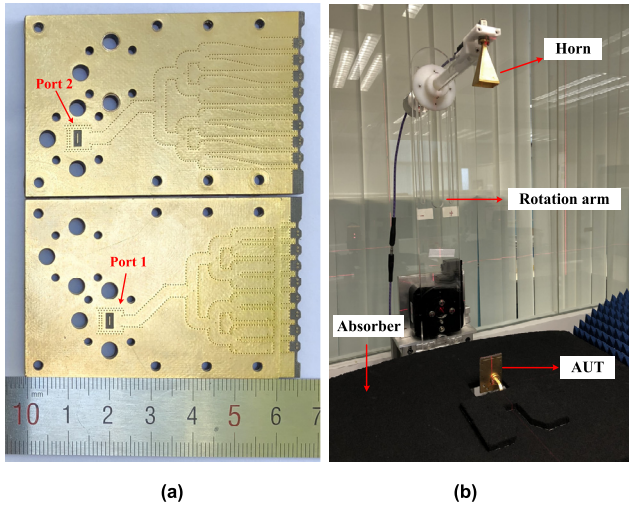 Port 2
Port 1
mm
10 1 2 3 4 5 6 7
Horn
Rotation arm
Absorber
AUT
(a)
(b)